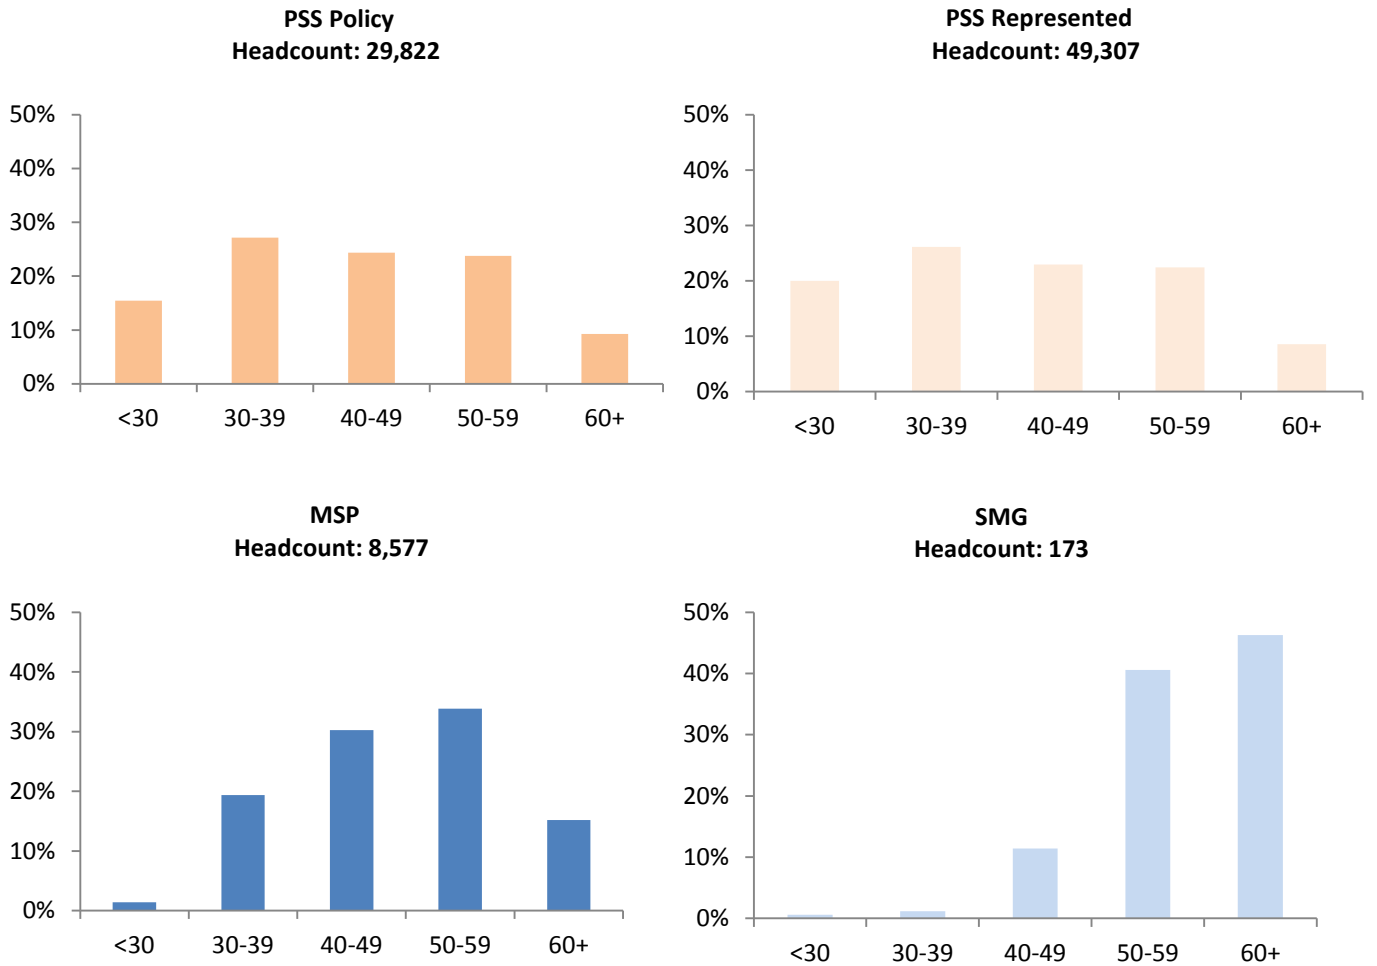 PSS Policy
Headcount: 29,822
50%
40%
30%
20%
10%
0%
<30 30-39 40-49 50-59 60+
PSS Represented
Headcount: 49,307
50%
40%
30%
20%
10%
0%
<30 30-39 40-49 50-59 60+
MSP
Headcount: 8,577
50%
40%
30%
20%
10%
0%
<30 30-39 40-49 50-59 60+
SMG
Headcount: 173
50%
40%
30%
20%
10%
0%
<30 30-39 40-49 50-59 60+